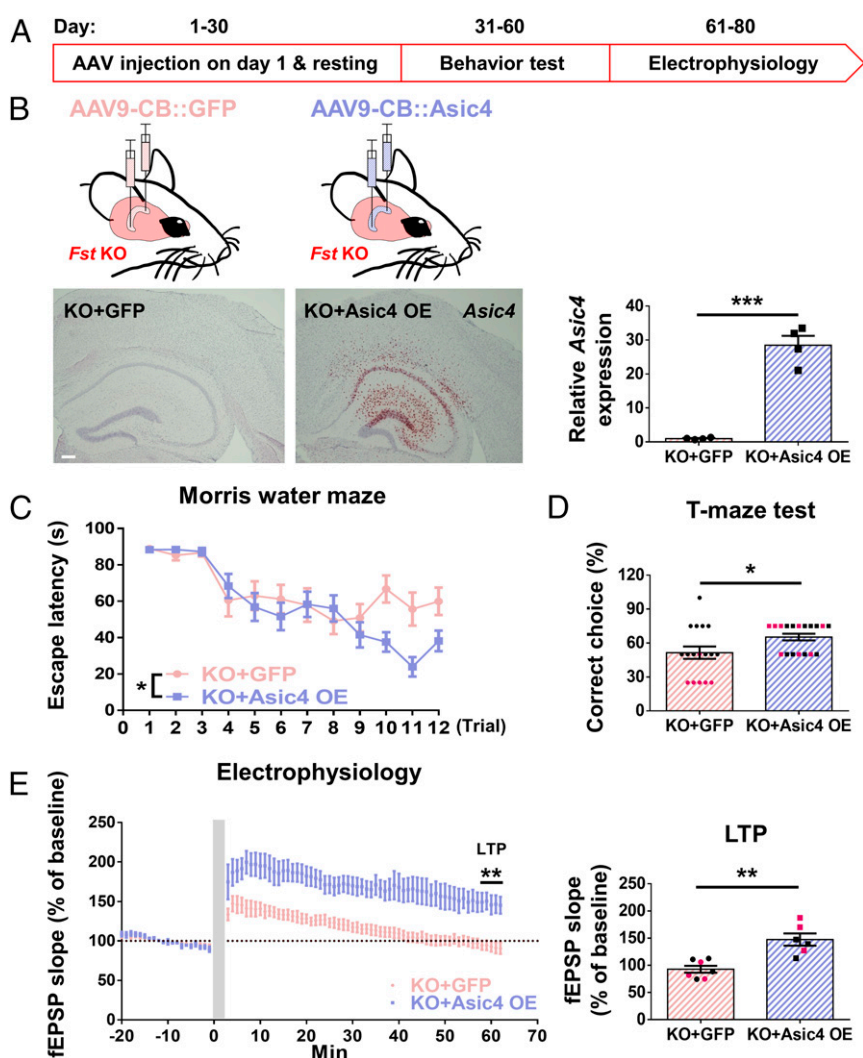 A
Day: 1-30 31-60 61-80
AAV injection on day 1 & resting Behavior test Electrophysiology
B
AAV9-CB::GFP AAV9-CB::Asic4
Fst KO Fst KO
KO+GFP KO+Asic4 OE Asic4
Relative Asic4
expression
40
30
20
10
0
***
KO+GFP KO+Asic4 OE
C
Morris water maze
Escape latency (s)
100
80
60
40
20
0
* KO+GFP
KO+Asic4 OE
0 1 2 3 4 5 6 7 8 9 10 11 12 (Trial)
D
T-maze test
Correct choice (%)
120
90
60
30
0
*
KO+GFP KO+Asic4 OE
E
Electrophysiology
fEPSP slope (% of baseline)
250
200
150
100
50
0
LTP
**
KO+GFP
KO+Asic4 OE
-20 -10 0 10 20 30 40 50 60 70
Min
LTP
fEPSP slope
(% of baseline)
250
200
150
100
50
0
**
KO+GFP KO+Asic4 OE